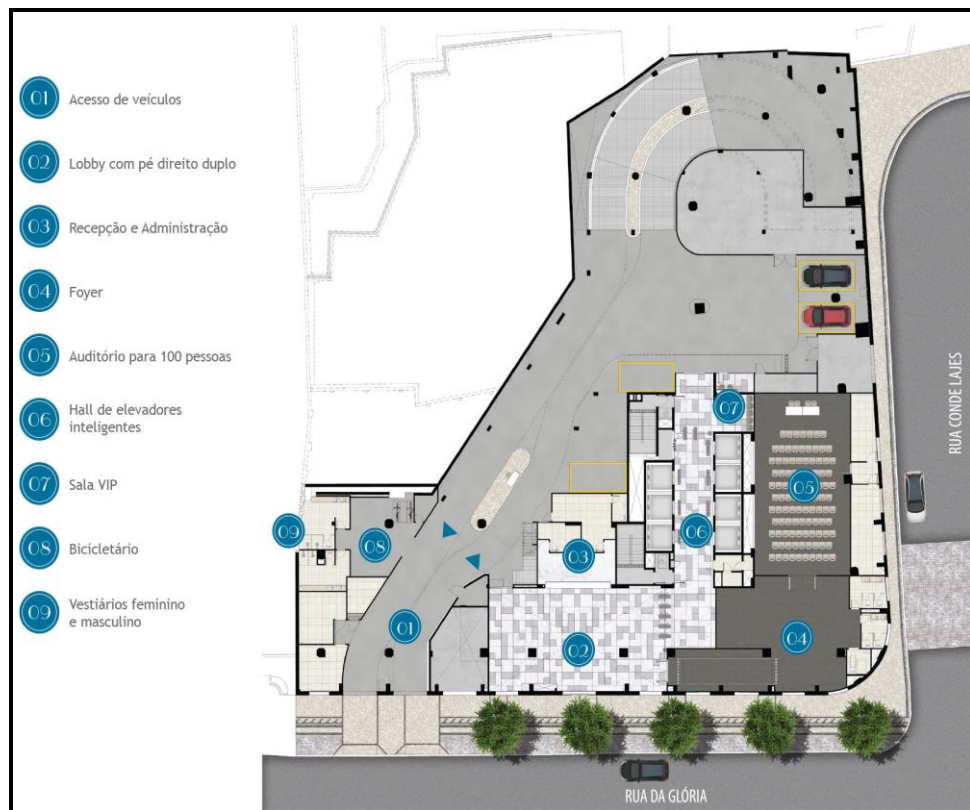 01 Acesso de veículos
02 Lobby com pé direito duplo
03 Recepção e Administração
04 Foyer
05 Auditório para 100 pessoas
06 Hall de elevadores
inteligentes
07 Sala VIP
08 Bicicletário
09 Vestiários feminino
e masculino
07
05
09
08
06
03
01
02
04
RUA CONDE LAJES
RUA DA GLÓRIA